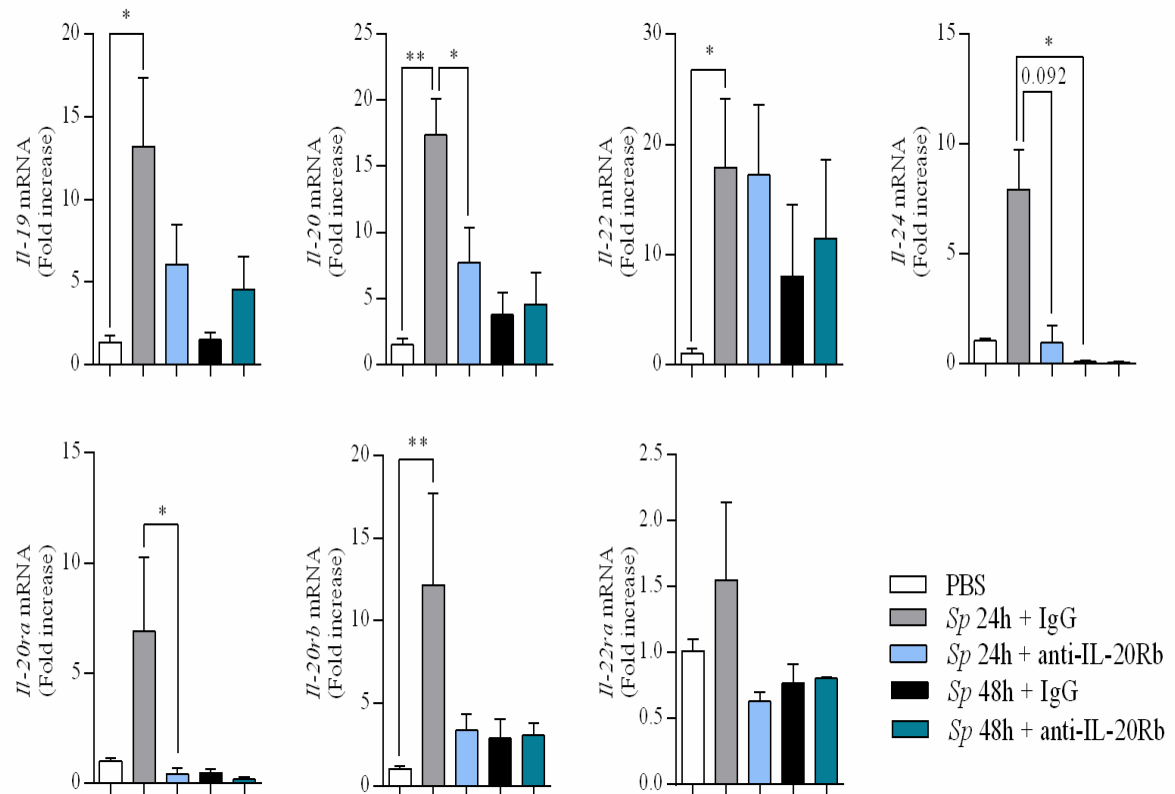 Il-19 mRNA
(Fold increase)
20
15
10
5
0
*
Il-20 mRNA
(Fold increase)
25
20
15
10
5
0
**
*
Il-22 mRNA
(Fold increase)
30
20
10
0
*
Il-24 mRNA
(Fold increase)
15
10
5
0
*
0.092
Il-20ra mRNA
(Fold increase)
15
10
5
0
*
Il-20rb mRNA
(Fold increase)
20
15
10
5
0
**
Il-22ra mRNA
(Fold increase)
2.5
2.0
1.5
1.0
0.5
0.0
PBS
Sp 24h + IgG
Sp 24h + anti-IL-20Rb
Sp 48h + IgG
Sp 48h + anti-IL-20Rb